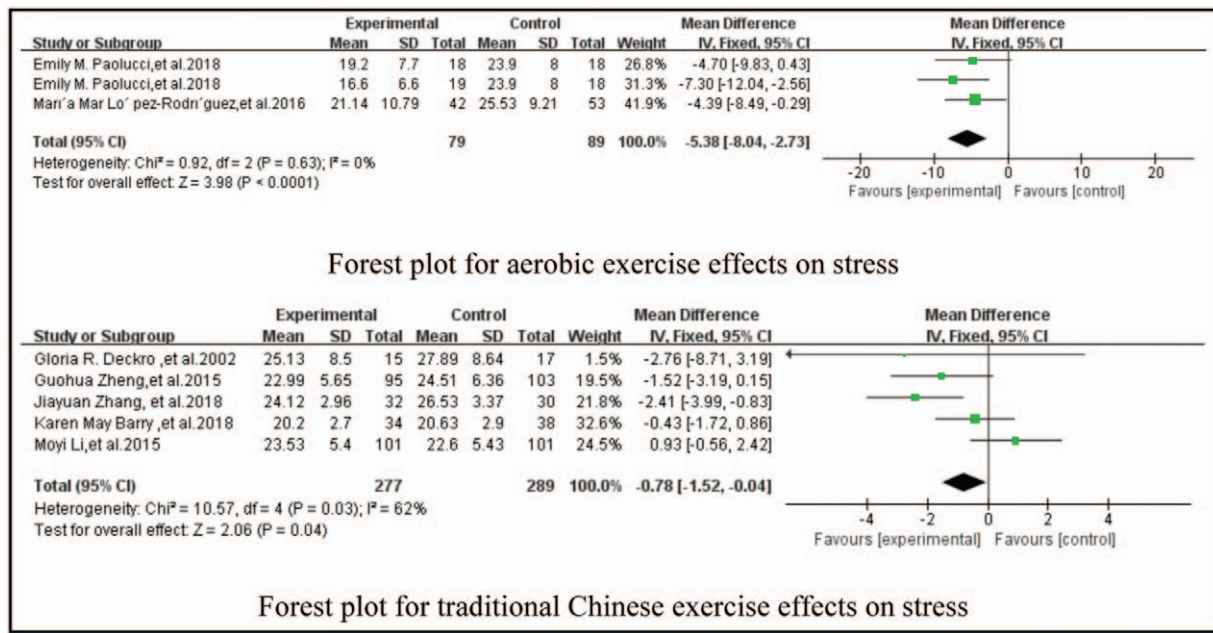 Experimental Control Mean Difference Mean Difference
Study or Subgroup Mean SD Total Mean SD Total Weight IV, Fixed, 95% CI IV, Fixed, 95% CI
Emily M. Paolucci,et al.2018 19.2 7.7 18 23.9 8 18 26.8% -4.70 [-9.83, 0.43]
Emily M. Paolucci,et al.2018 16.6 6.6 19 23.9 8 18 31.3% -7.30 [-12.04, -2.56]
Marı´a Mar Lo´ pez-Rodrı´guez,et al.2016 21.14 10.79 42 25.53 9.21 53 41.9% -4.39 [-8.49, -0.29]
Total (95% CI) 79 89 100.0% -5.38 [-8.04, -2.73]
Heterogeneity: Chi² = 0.92, df = 2 (P = 0.63); I² = 0%
Test for overall effect: Z = 3.98 (P < 0.0001)
-20 -10 0 10 20
Favours [experimental] Favours [control]
Forest plot for aerobic exercise effects on stress
Experimental Control Mean Difference Mean Difference
Study or Subgroup Mean SD Total Mean SD Total Weight IV, Fixed, 95% CI IV, Fixed, 95% CI
Gloria R. Deckro ,et al.2002 25.13 8.5 15 27.89 8.64 17 1.5% -2.76 [-8.71, 3.19]
Guohua Zheng,et al.2015 22.99 5.65 95 24.51 6.36 103 19.5% -1.52 [-3.19, 0.15]
Jiayuan Zhang, et al.2018 24.12 2.96 32 26.53 3.37 30 21.8% -2.41 [-3.99, -0.83]
Karen May Barry ,et al.2018 20.2 2.7 34 20.63 2.9 38 32.6% -0.43 [-1.72, 0.86]
Moyi Li,et al.2015 23.53 5.4 101 22.6 5.43 101 24.5% 0.93 [-0.56, 2.42]
Total (95% CI) 277 289 100.0% -0.78 [-1.52, -0.04]
Heterogeneity: Chi² = 10.57, df = 4 (P = 0.03); I² = 62%
Test for overall effect: Z = 2.06 (P = 0.04)
-4 -2 0 2 4
Favours [experimental] Favours [control]
Forest plot for traditional Chinese exercise effects on stress